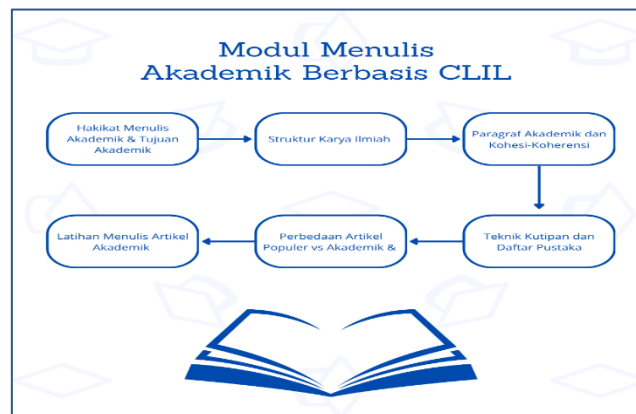 Modul Menulis
Akademik Berbasis CLIL
Hakikat Menulis
Akademik & Tujuan
Akademik
Struktur Karya Ilmiah
Paragraf Akademik dan
Kohesi-Koherensi
Teknik Kutipan dan
Daftar Pustaka
Perbedaan Artikel
Populer vs Akademik &
Latihan Menulis Artikel
Akademik